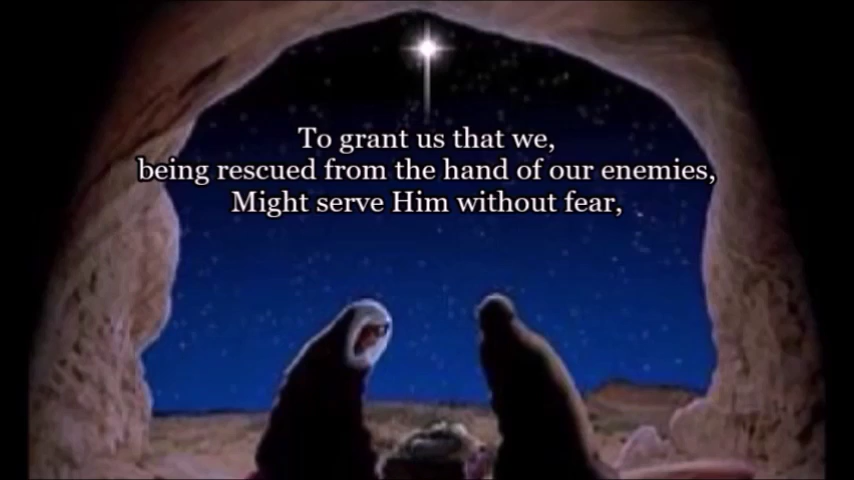 To grant us that we,
being rescued from the hand of our enemies,
Might serve Him without fear,